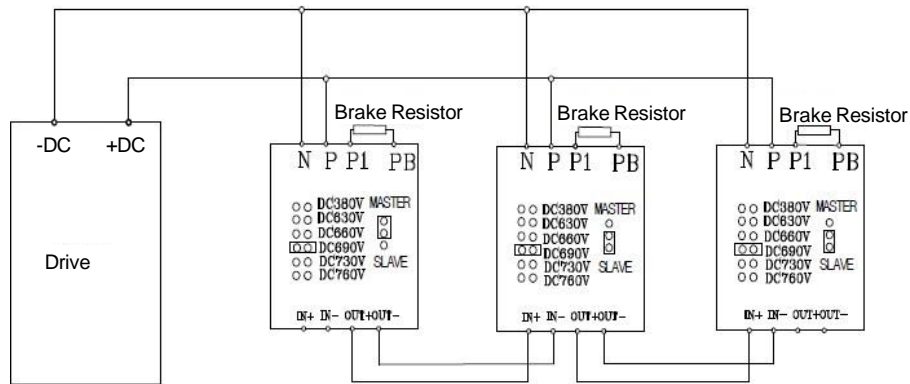 -DC +DC
Drive
Brake Resistor
N P P1 PB
DC380V MASTER
DC630V
DC660V
DC690V
DC730V SLAVE
DC760V
IN+ IN- OUT+OUT-
Brake Resistor
N P P1 PB
DC380V MASTER
DC630V
DC660V
DC690V
DC730V SLAVE
DC760V
IN+ IN- OUT+OUT-
Brake Resistor
N P P1 PB
DC380V MASTER
DC630V
DC660V
DC690V
DC730V SLAVE
DC760V
IN+ IN- OUT+OUT-